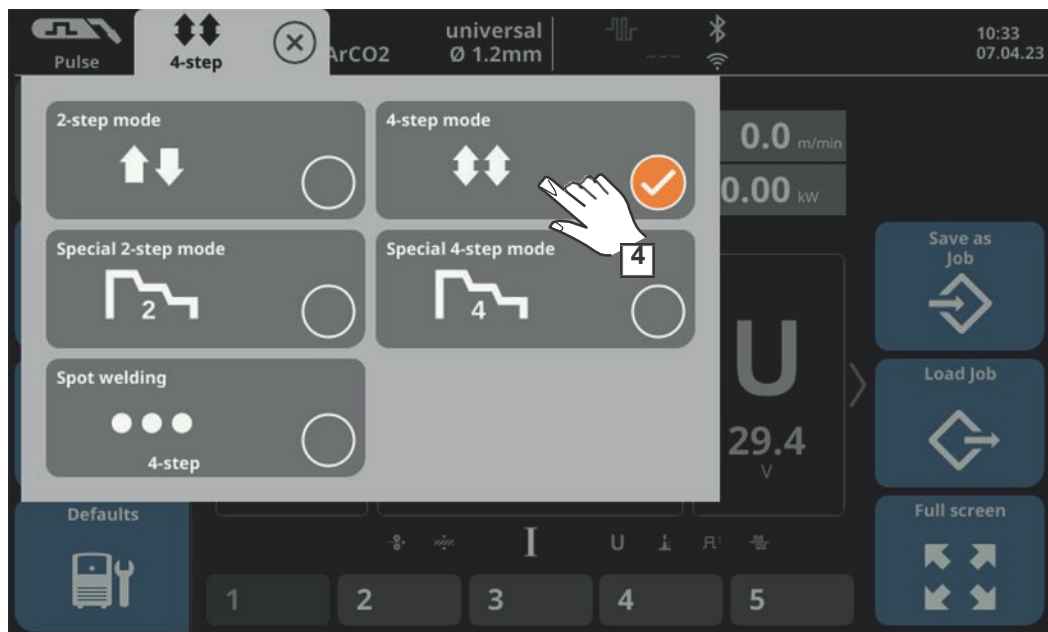 Pulse
4-step
ArCO2
universal
Ø 1.2mm
---
10:33
07.04.23
2-step mode
4-step mode
0.0 m/min
0.00 kW
4
Special 2-step mode
2
Special 4-step mode
4
Spot welding
4-step
U
29.4
V
Save as
Job
Load Job
Defaults
I
U
Full screen
1
2
3
4
5